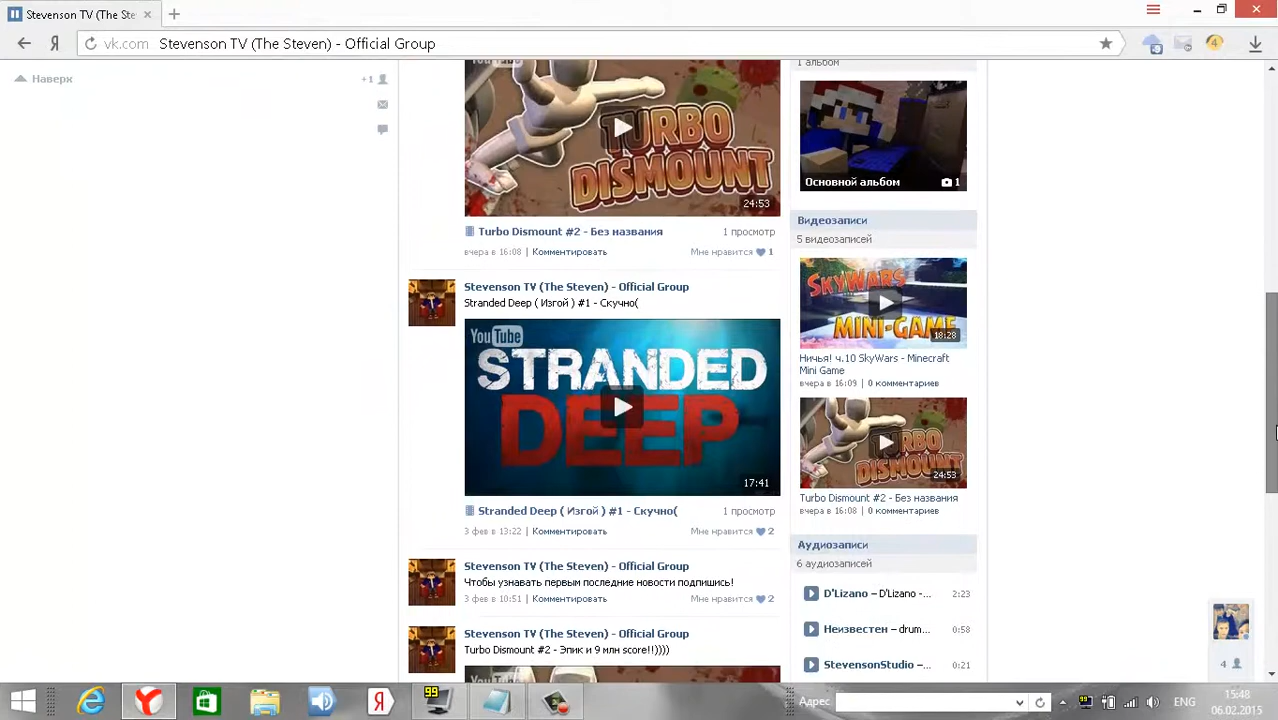 Stevenson TV (The Ste
vk.com Stevenson TV (The Steven) - Official Group
4
Наверх
+1
YouTube
TURBO
DISMOUNT
24:53
Turbo Dismount #2 - Без названия
1 просмотр
вчера в 16:08 | Комментировать
Мне нравится 1
Stevenson TV (The Steven) - Official Group
Stranded Deep ( Изгой ) #1 - Скучно(
YouTube
STRANDED
DEEP
17:41
Stranded Deep ( Изгой ) #1 - Скучно(
1 просмотр
3 фев в 13:22 | Комментировать
Мне нравится 2
Stevenson TV (The Steven) - Official Group
Чтобы узнавать первым последние новости подпишись!
3 фев в 10:51 | Комментировать
Мне нравится 2
Stevenson TV (The Steven) - Official Group
Turbo Dismount #2 - Эпик и 9 млн score!!))))
1 альбом
Основной альбом
1
Видеозаписи
5 видеозаписей
SKYWARS
MINI-GAME
18:28
Ничья! ч.10 SkyWars - Minecraft
Mini Game
вчера в 16:09 | 0 комментариев
TURBO
DISMOUNT
24:53
Turbo Dismount #2 - Без названия
вчера в 16:08 | 0 комментариев
Аудиозаписи
6 аудиозаписей
D'Lizano – D'Lizano -...
2:23
Неизвестен – drum...
0:58
StevensonStudio –...
0:21
4
99
Адрес
99
ENG
15:48
06.02.2015